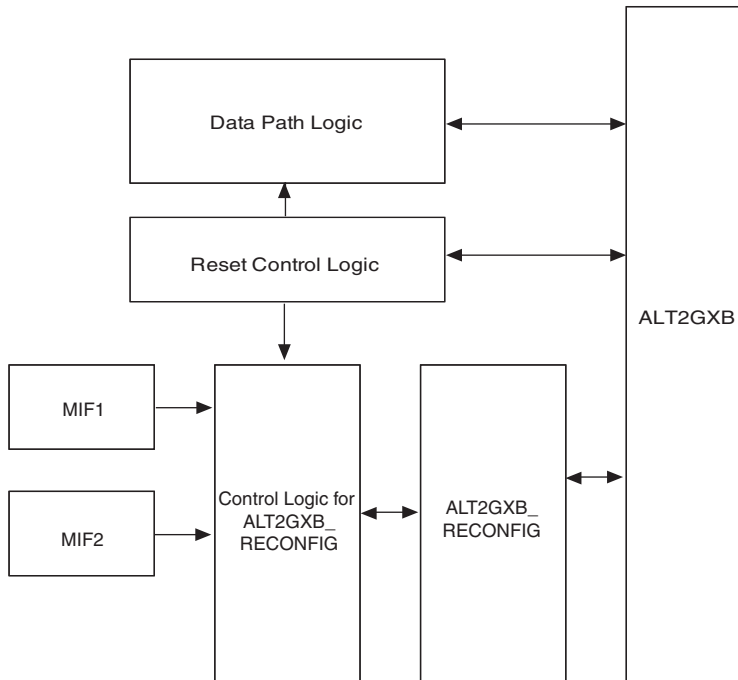 Data Path Logic
Reset Control Logic
ALT2GXB
MIF1
MIF2
Control Logic for
ALT2GXB_
RECONFIG
ALT2GXB_
RECONFIG